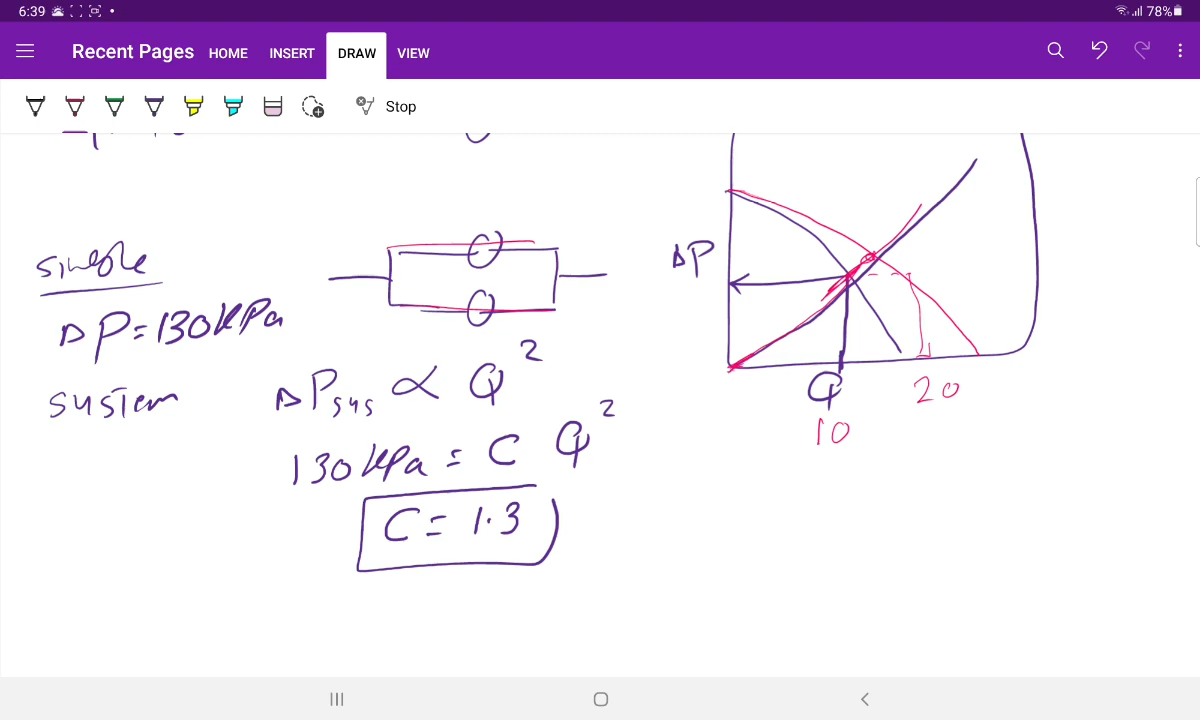 6:39 78%
Recent Pages HOME INSERT DRAW VIEW
Stop
single
ΔP=130kPa
system
ΔPsys ∝ Q²
130kPa = C Q²
C= 1.3
ΔP
Q 20
10